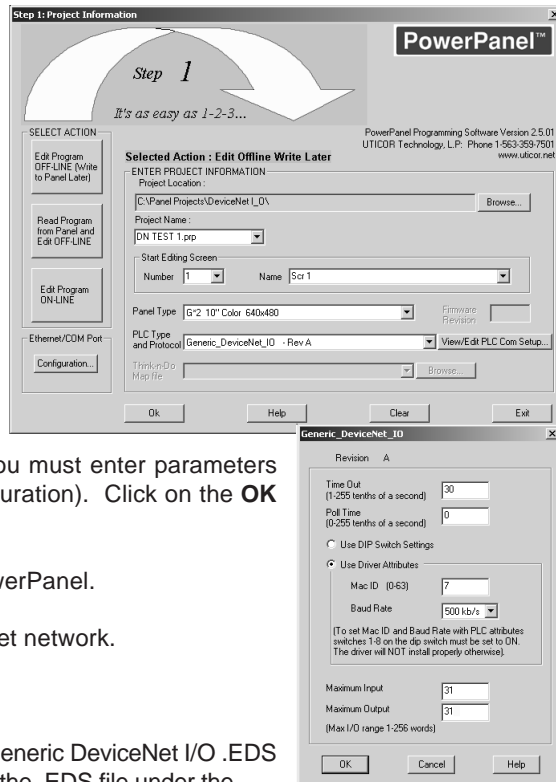 Step 1: Project Information
PowerPanel™
Step 1
It's as easy as 1-2-3...
PowerPanel Programming Software Version 2.5.01
UTICOR Technology, L.P. Phone 1-563-359-7501
www.uticor.net
SELECT ACTION
Edit Program
OFF-LINE (Write
to Panel Later)
Read Program
from Panel and
Edit OFF-LINE
Edit Program
ON-LINE
Ethernet/COM Port
Configuration...
Selected Action : Edit Offline Write Later
ENTER PROJECT INFORMATION
Project Location :
C:\Panel Projects\DeviceNet I_O\
Browse...
Project Name :
DN TEST 1.prp
Start Editing Screen
Number 1 Name Scr 1
Panel Type G*2 10" Color 640x480
Firmware
Revision
PLC Type
and Protocol Generic_DeviceNet_IO - Rev A View/Edit PLC Com Setup...
Think-n-Do
Map file Browse...
Ok Help Clear Exit
ou must enter parameters
uration). Click on the OK
werPanel.
et network.
eneric DeviceNet I/O .EDS
the .EDS file under the
Generic_DeviceNet_IO
Revision A
Time Out
(1-255 tenths of a second) 30
Poll Time
(0-255 tenths of a second) 0
Use DIP Switch Settings
Use Driver Attributes
Mac ID (0-63) 7
Baud Rate 500 kb/s
(To set Mac ID and Baud Rate with PLC attributes
switches 1-8 on the dip switch must be set to ON.
The driver will NOT install properly otherwise).
Maximum Input 31
Maximum Output 31
(Max I/O range 1-256 words)
OK Cancel Help